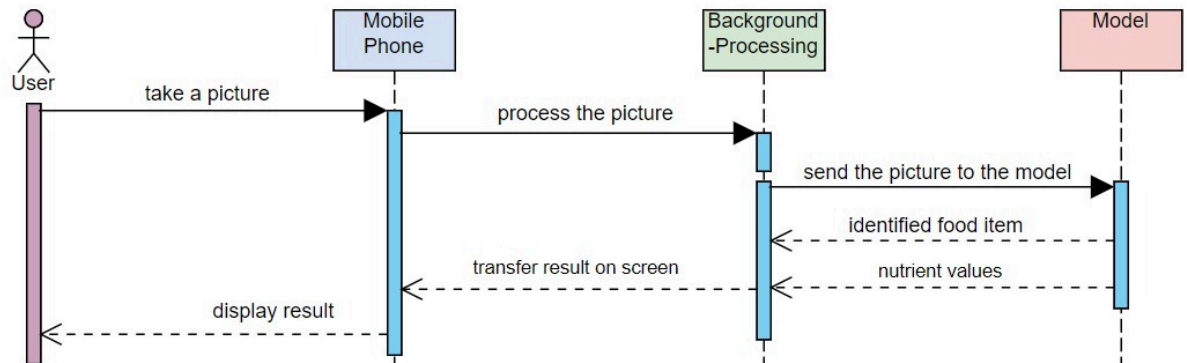 Mobile
Phone
Background
-Processing
Model
User
take a picture
process the picture
send the picture to the model
identified food item
transfer result on screen
nutrient values
display result